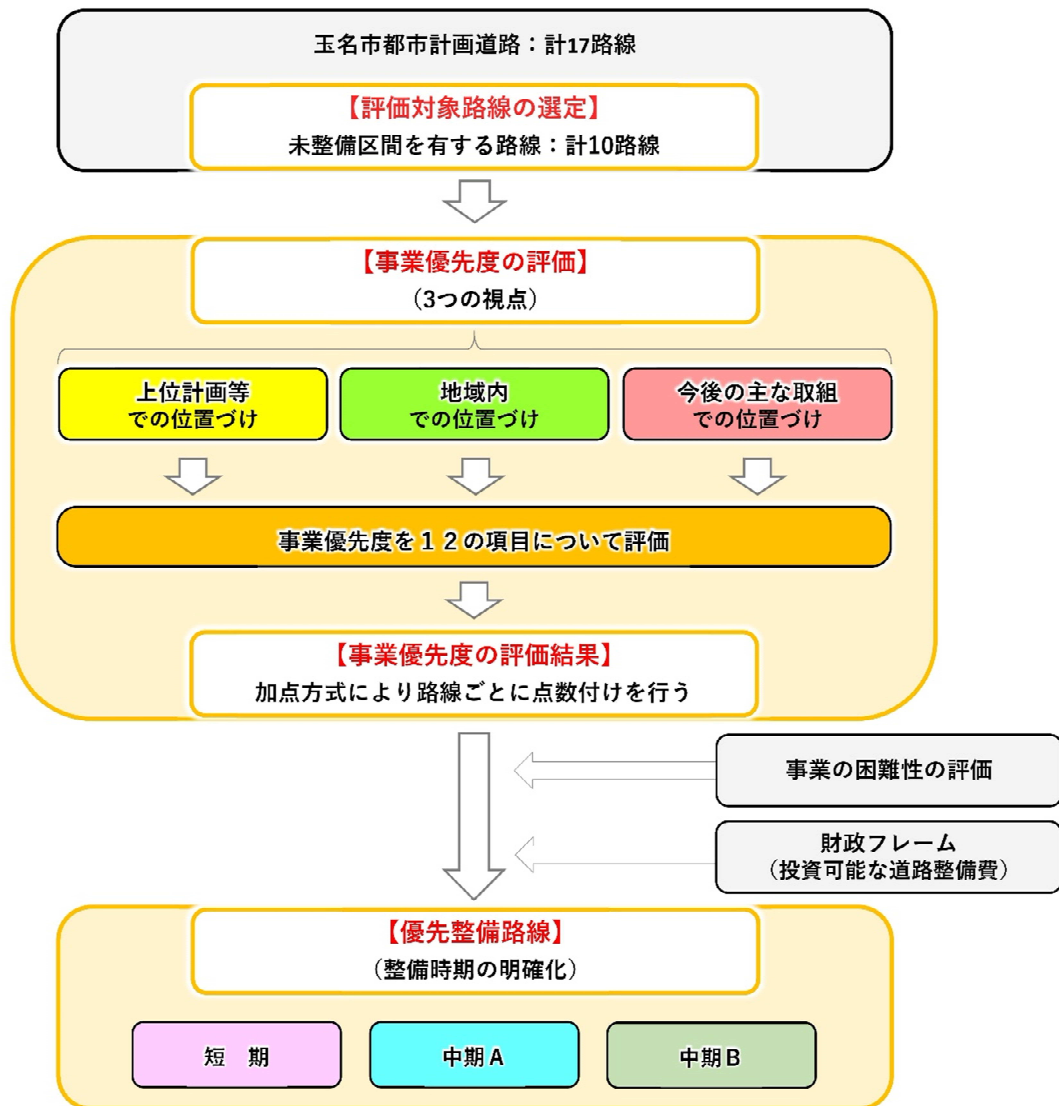 玉名市都市計画道路：計17路線
【評価対象路線の選定】
未整備区間を有する路線：計10路線
【事業優先度の評価】
（3つの視点）
上位計画等
での位置づけ
地域内
での位置づけ
今後の主な取組
での位置づけ
事業優先度を１２の項目について評価
【事業優先度の評価結果】
加点方式により路線ごとに点数付けを行う
事業の困難性の評価
財政フレーム
（投資可能な道路整備費）
【優先整備路線】
（整備時期の明確化）
短　期
中期Ａ
中期Ｂ